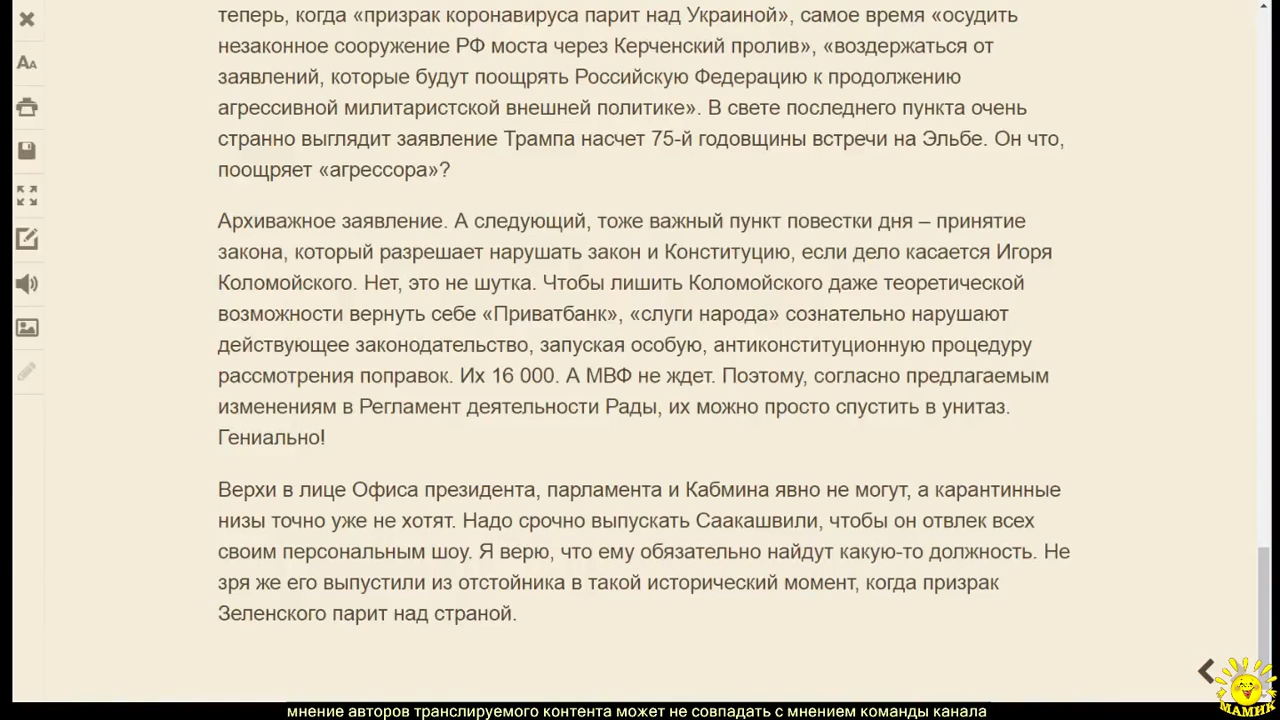 теперь, когда «призрак коронавируса парит над Украиной», самое время «осудить
незаконное сооружение РФ моста через Керченский пролив», «воздержаться от
заявлений, которые будут поощрять Российскую Федерацию к продолжению
агрессивной милитаристской внешней политике». В свете последнего пункта очень
странно выглядит заявление Трампа насчет 75-й годовщины встречи на Эльбе. Он что,
поощряет «агрессора»?
Архиважное заявление. А следующий, тоже важный пункт повестки дня – принятие
закона, который разрешает нарушать закон и Конституцию, если дело касается Игоря
Коломойского. Нет, это не шутка. Чтобы лишить Коломойского даже теоретической
возможности вернуть себе «Приватбанк», «слуги народа» сознательно нарушают
действующее законодательство, запуская особую, антиконституционную процедуру
рассмотрения поправок. Их 16 000. А МВФ не ждет. Поэтому, согласно предлагаемым
изменениям в Регламент деятельности Рады, их можно просто спустить в унитаз.
Гениально!
Верхи в лице Офиса президента, парламента и Кабмина явно не могут, а карантинные
низы точно уже не хотят. Надо срочно выпускать Саакашвили, чтобы он отвлек всех
своим персональным шоу. Я верю, что ему обязательно найдут какую-то должность. Не
зря же его выпустили из отстойника в такой исторический момент, когда призрак
Зеленского парит над страной.
МАМИК
мнение авторов транслируемого контента может не совпадать с мнением команды канала